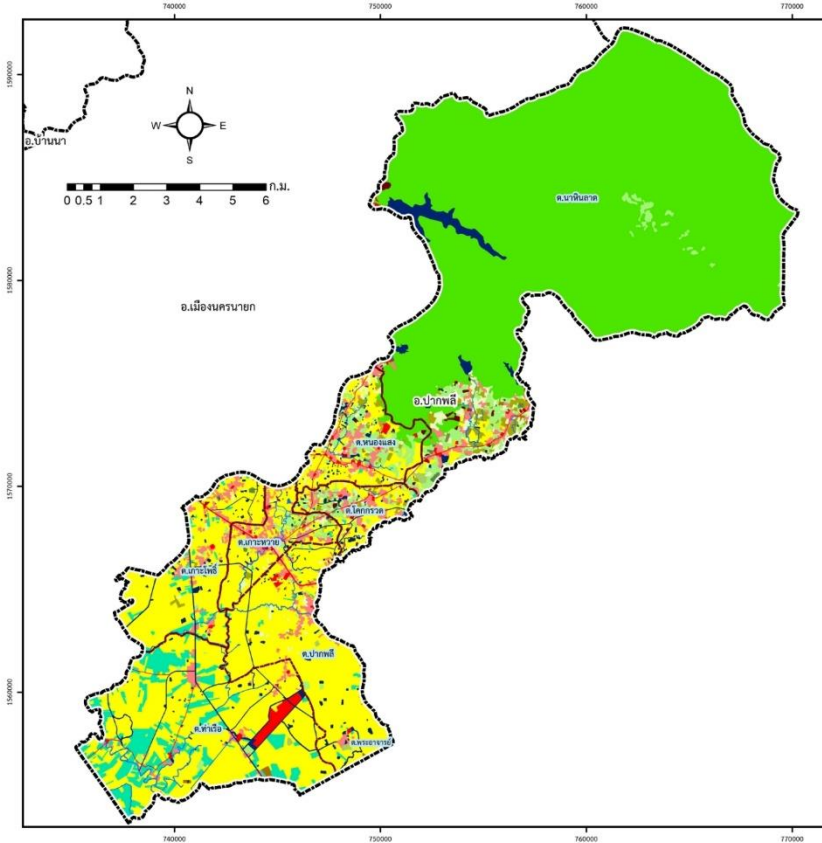 740000 750000 760000 770000
1590000
N
W E
S
อ.บ้านนา
ก.ม.
0 0.5 1 2 3 4 5 6
ต.นาหินลาด
1580000
อ.เมืองนครนายก
อ.ปากพลี
ต.หนองแสง
1570000
ต.โคกกรวด
ต.เกาะหวาย
ต.เกาะโพธิ์
ต.ปากพลี
1560000
ต.ท่าเรือ
ต.พระอาจารย์
740000 750000 760000 770000